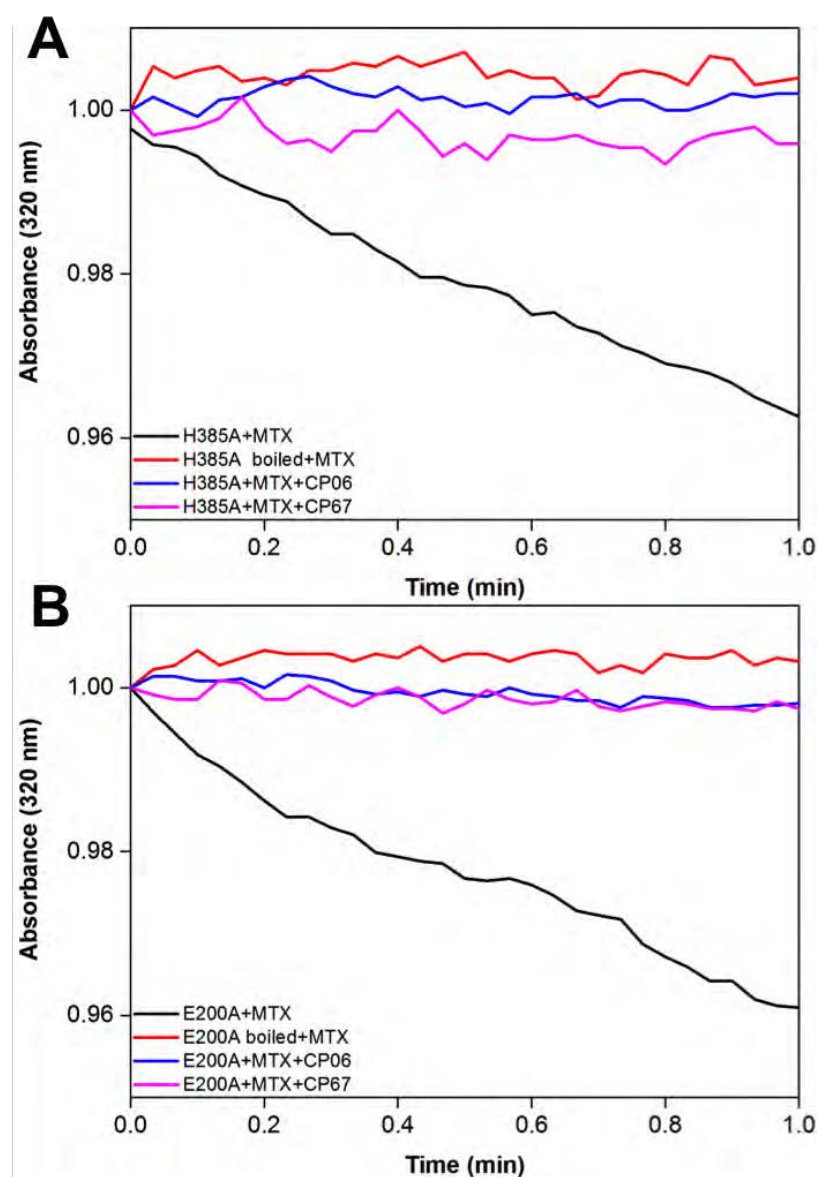 A
Absorbance (320 nm)
1.00
0.98
0.96
H385A+MTX
H385A  boiled+MTX
H385A+MTX+CP06
H385A+MTX+CP67
0.0 0.2 0.4 0.6 0.8 1.0
Time (min)
B
Absorbance (320 nm)
1.00
0.98
0.96
E200A+MTX
E200A boiled+MTX
E200A+MTX+CP06
E200A+MTX+CP67
0.0 0.2 0.4 0.6 0.8 1.0
Time (min)